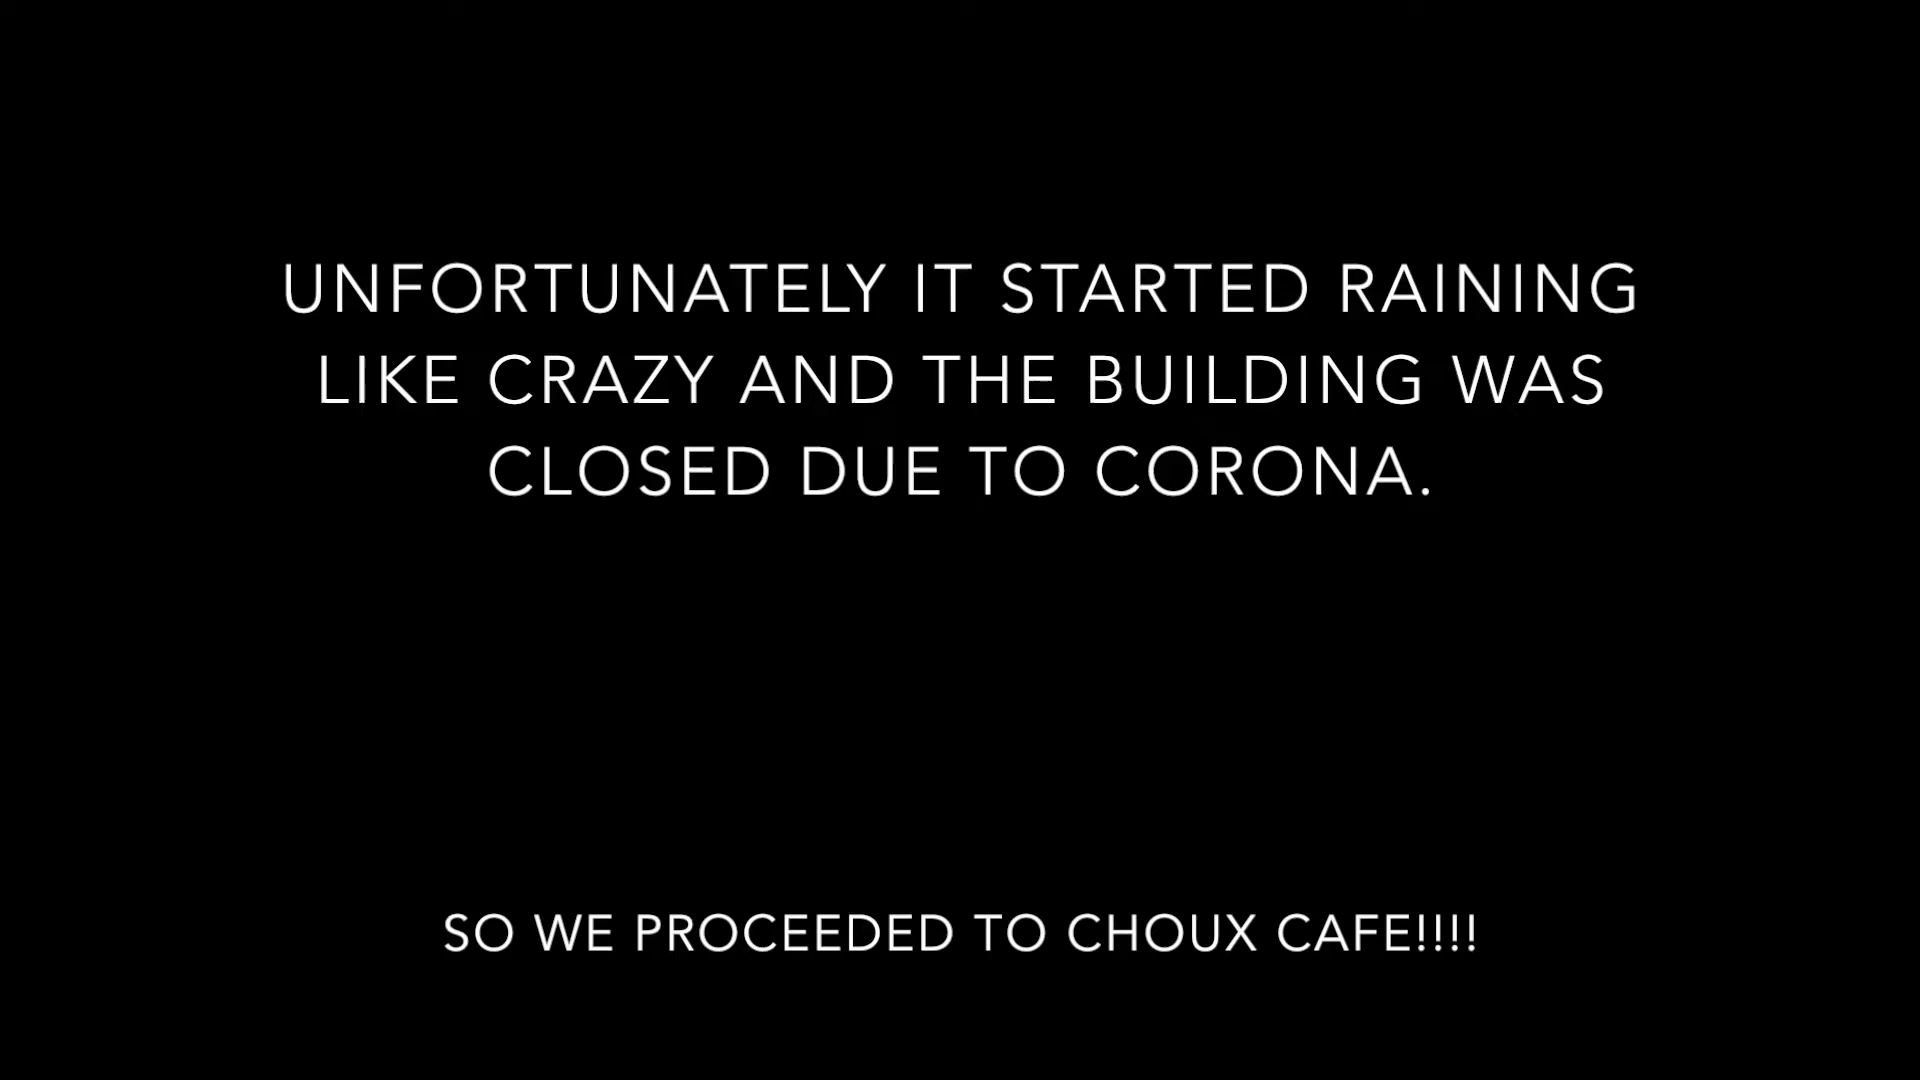 UNFORTUNATELY IT STARTED RAINING
LIKE CRAZY AND THE BUILDING WAS
CLOSED DUE TO CORONA.
SO WE PROCEEDED TO CHOUX CAFE!!!!